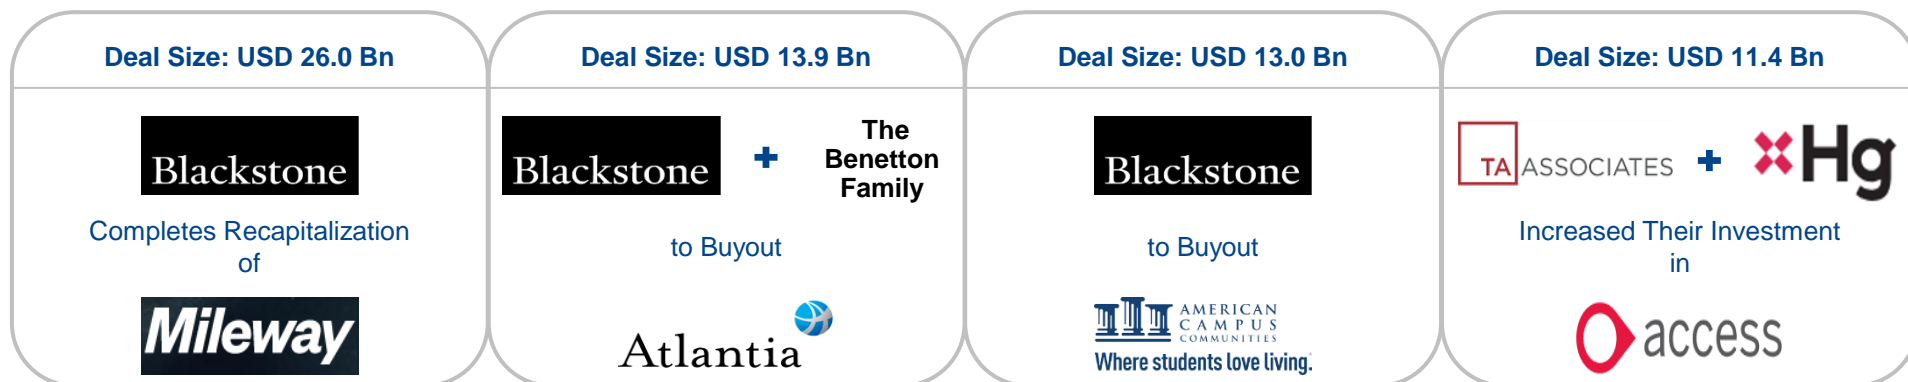 Deal Size: USD 26.0 Bn
Blackstone
Completes Recapitalization
of
Mileway
Deal Size: USD 13.9 Bn
Blackstone
+
The
Benetton
Family
to Buyout
Atlantia
Deal Size: USD 13.0 Bn
Blackstone
to Buyout
AMERICAN
CAMPUS
COMMUNITIES
Where students love living.
Deal Size: USD 11.4 Bn
TA ASSOCIATES
+
Hg
Increased Their Investment
in
access